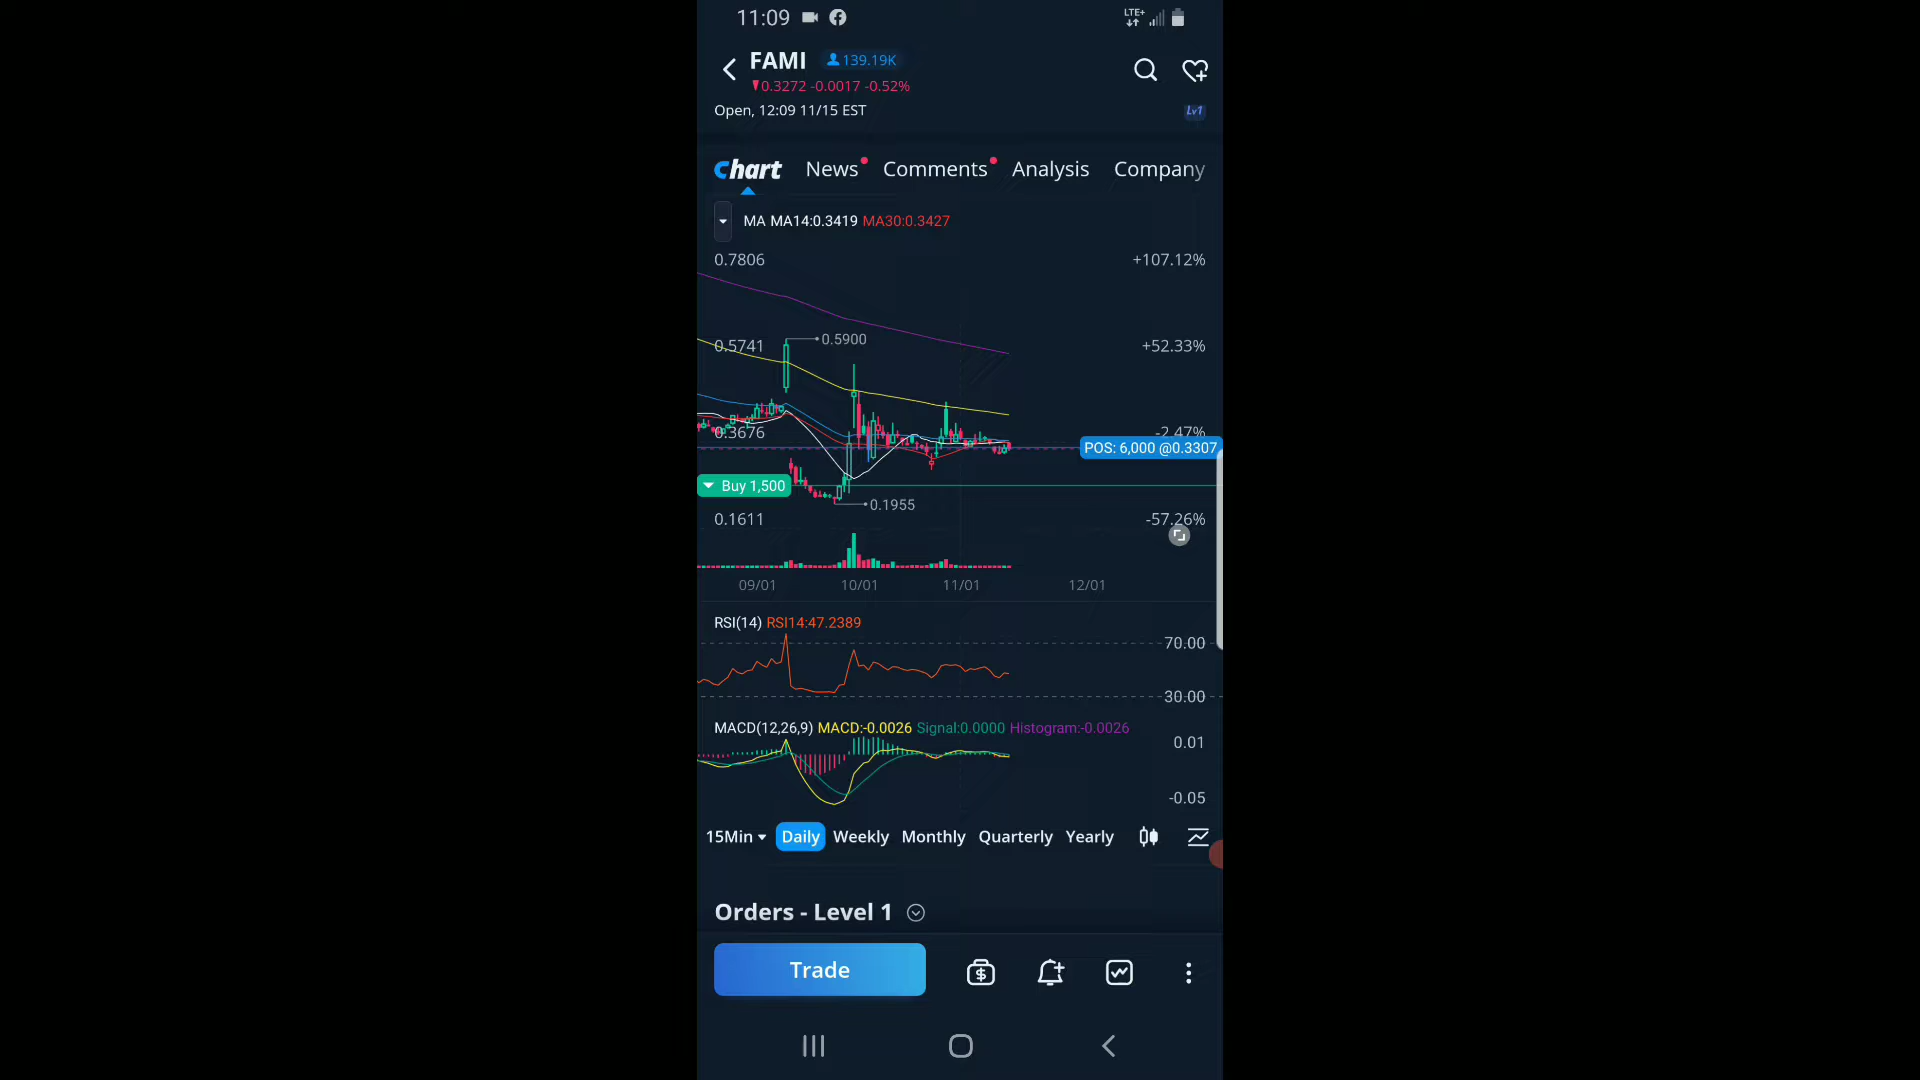 11:09 LTE+
FAMI 139.19K
0.3272 -0.0017 -0.52%
Open, 12:09 11/15 EST Lv1
Chart News Comments Analysis Company
MA MA14:0.3419 MA30:0.3427
0.7806 +107.12%
0.5900
0.5741 +52.33%
0.3676 -2.47%
POS: 6,000 @0.3307
Buy 1,500
0.1955
0.1611 -57.26%
09/01 10/01 11/01 12/01
RSI(14) RSI14:47.2389
70.00
30.00
MACD(12,26,9) MACD:-0.0026 Signal:0.0000 Histogram:-0.0026
0.01
-0.05
15Min Daily Weekly Monthly Quarterly Yearly
Orders - Level 1
Trade